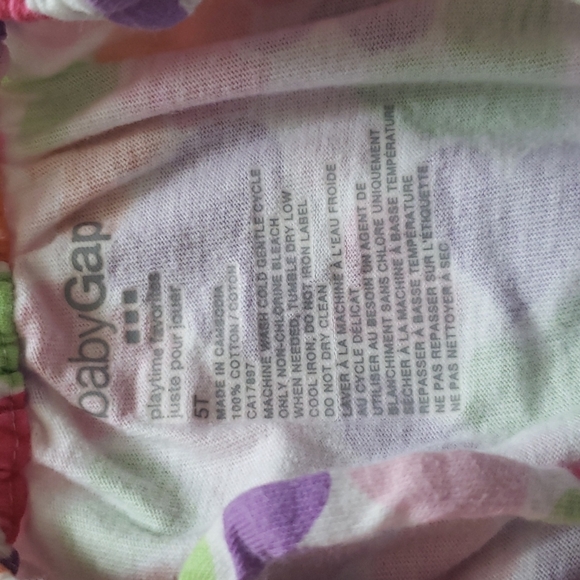 babyGap
playtime favorites
juste pour jouer
5T
MADE IN CAMBODIA
100% COTTON / COTON
CA17897
MACHINE WASH COLD GENTLE CYCLE
ONLY NON-CHLORINE BLEACH
WHEN NEEDED, TUMBLE DRY LOW
COOL IRON; DO NOT IRON LABEL
DO NOT DRY CLEAN
LAVER À LA MACHINE À L'EAU FROIDE
AU CYCLE DÉLICAT
UTILISER AU BESOIN UN AGENT DE
BLANCHIMENT SANS CHLORE UNIQUEMENT
SÉCHER À LA MACHINE À BASSE TEMPÉRATURE
REPASSER À BASSE TEMPÉRATURE
NE PAS REPASSER SUR L'ÉTIQUETTE
NE PAS NETTOYER À SEC